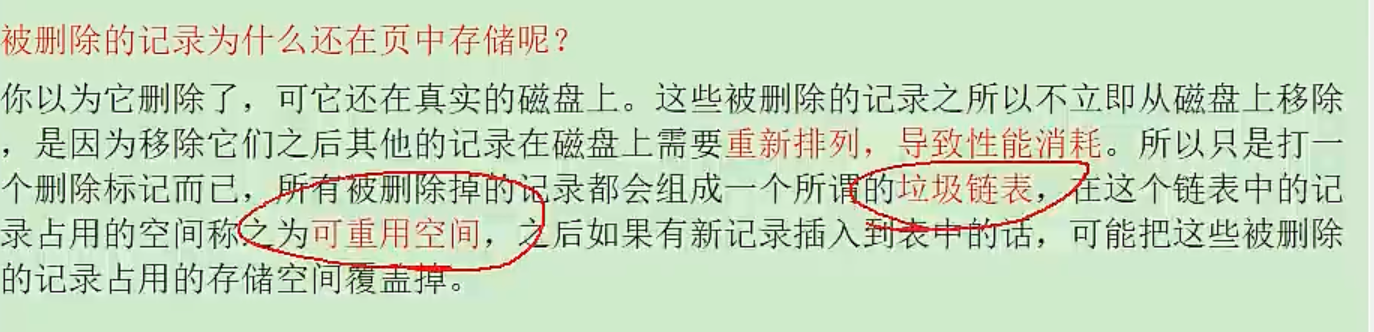 被删除的记录为什么还在页中存储呢？
你以为它删除了，可它还在真实的磁盘上。这些被删除的记录之所以不立即从磁盘上移除
，是因为移除它们之后其他的记录在磁盘上需要重新排列，导致性能消耗。所以只是打一
个删除标记而已，所有被删除掉的记录都会组成一个所谓的垃圾链表，在这个链表中的记
录占用的空间称之为可重用空间，之后如果有新记录插入到表中的话，可能把这些被删除
的记录占用的存储空间覆盖掉。